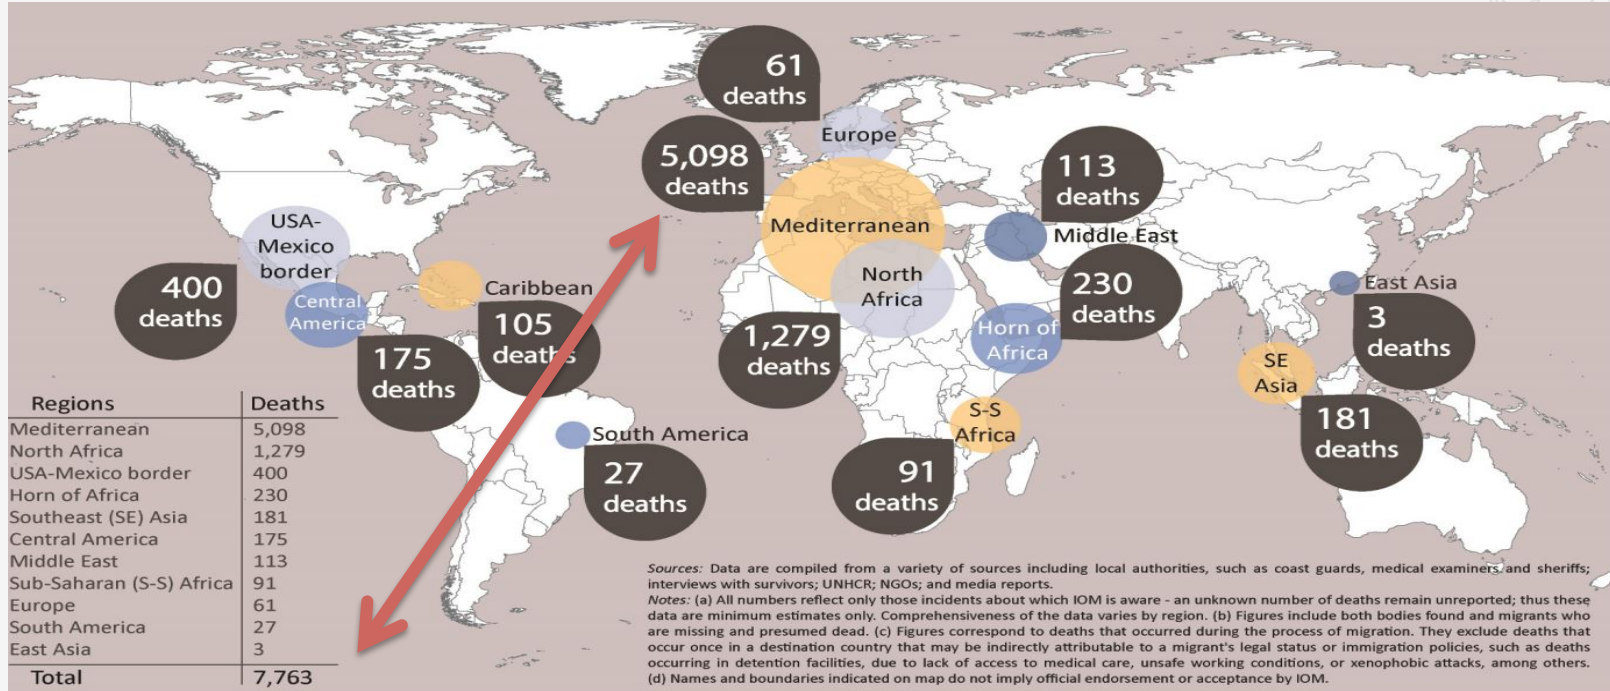 61
deaths
Europe
5,098
deaths
113
deaths
USA-
Mexico
border
Mediterranean
Middle East
400
deaths
Central
America
Caribbean
105
deaths
175
deaths
North
Africa
1,279
deaths
230
deaths
Horn of
Africa
East Asia
3
deaths
SE
Asia
181
deaths
S-S
Africa
91
deaths
South America
27
deaths
Regions Deaths
Mediterranean 5,098
North Africa 1,279
USA-Mexico border 400
Horn of Africa 230
Southeast (SE) Asia 181
Central America 175
Middle East 113
Sub-Saharan (S-S) Africa 91
Europe 61
South America 27
East Asia 3
Total 7,763
Sources: Data are compiled from a variety of sources including local authorities, such as coast guards, medical examiners and sheriffs;
interviews with survivors; UNHCR; NGOs; and media reports.
Notes: (a) All numbers reflect only those incidents about which IOM is aware - an unknown number of deaths remain unreported; thus these
data are minimum estimates only. Comprehensiveness of the data varies by region. (b) Figures include both bodies found and migrants who
are missing and presumed dead. (c) Figures correspond to deaths that occurred during the process of migration. They exclude deaths that
occur once in a destination country that may be indirectly attributable to a migrant's legal status or immigration policies, such as deaths
occurring in detention facilities, due to lack of access to medical care, unsafe working conditions, or xenophobic attacks, among others.
(d) Names and boundaries indicated on map do not imply official endorsement or acceptance by IOM.